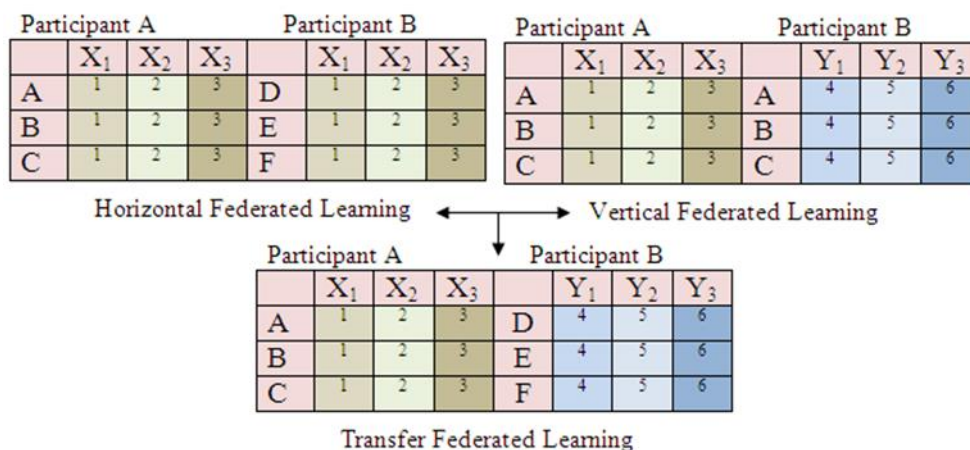 Participant A Participant B
X₁ X₂ X₃ X₁ X₂ X₃
A 1 2 3 D 1 2 3
B 1 2 3 E 1 2 3
C 1 2 3 F 1 2 3
Horizontal Federated Learning
Participant A Participant B
X₁ X₂ X₃ Y₁ Y₂ Y₃
A 1 2 3 A 4 5 6
B 1 2 3 B 4 5 6
C 1 2 3 C 4 5 6
Vertical Federated Learning
Participant A Participant B
X₁ X₂ X₃ Y₁ Y₂ Y₃
A 1 2 3 D 4 5 6
B 1 2 3 E 4 5 6
C 1 2 3 F 4 5 6
Transfer Federated Learning